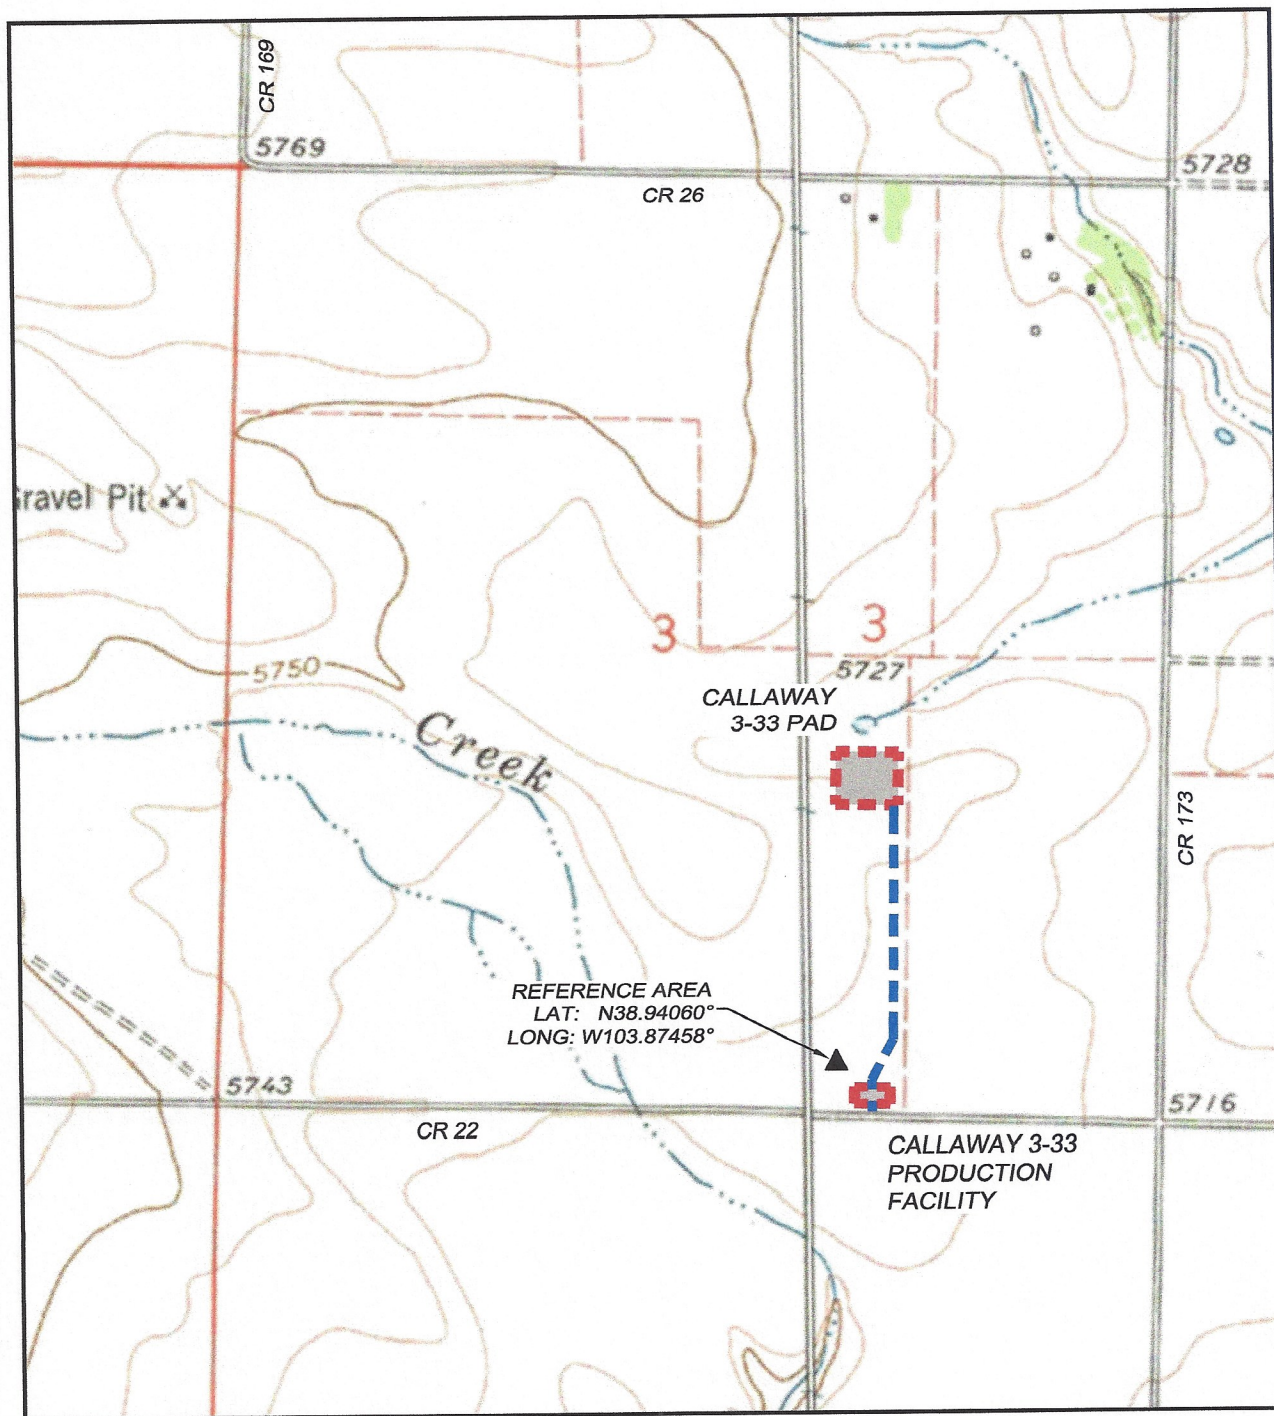 CR 169
5769
5728
CR 26
Gravel Pit
3
3
5727
5750
CALLAWAY
3-33 PAD
Creek
CR 173
REFERENCE AREA
LAT: N38.94060°
LONG: W103.87458°
5743
5716
CR 22
CALLAWAY 3-33
PRODUCTION
FACILITY